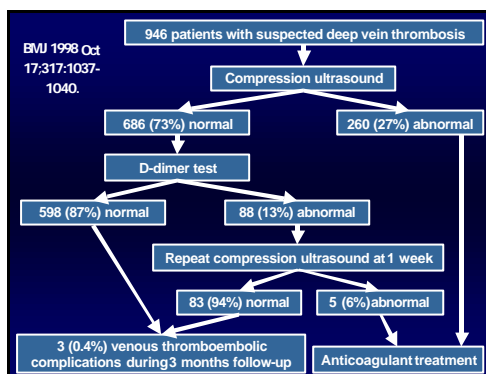 946 patients with suspected deep vein thrombosis
BMJ 1998 Oct
17;317:1037-
1040.
Compression ultrasound
686 (73%) normal
260 (27%) abnormal
D-dimer test
598 (87%) normal
88 (13%) abnormal
Repeat compression ultrasound at 1 week
83 (94%) normal
5 (6%)abnormal
3 (0.4%) venous thromboembolic
complications during 3 months follow-up
Anticoagulant treatment